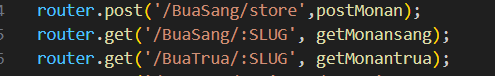 router.post('/BuaSang/store',postMonan);
router.get('/BuaSang/:SLUG', getMonansang);
router.get('/BuaTrua/:SLUG', getMonantrua);